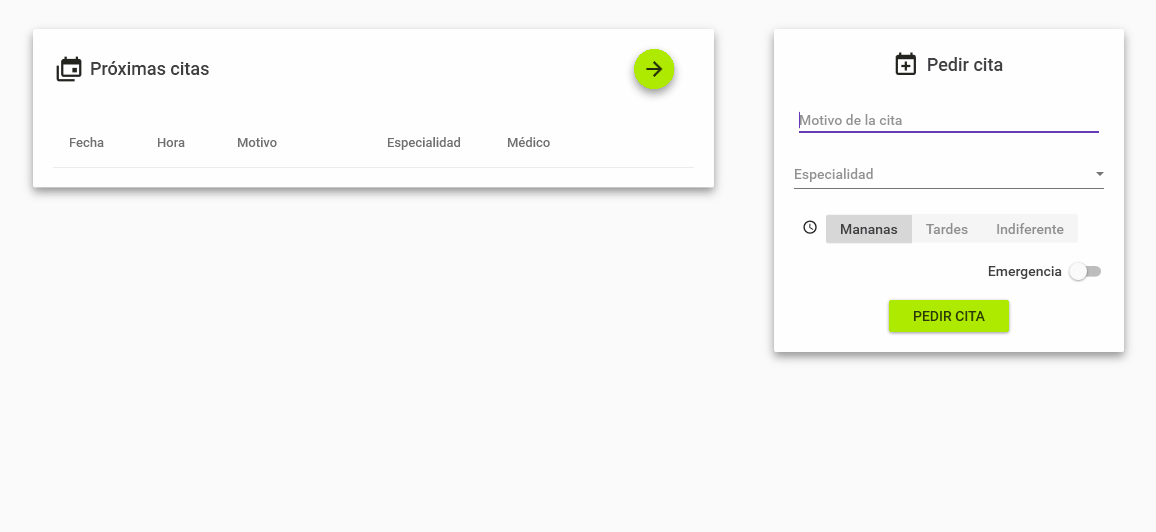 Próximas citas
Fecha Hora Motivo Especialidad Médico
Pedir cita
Motivo de la cita
Especialidad
Mananas Tardes Indiferente
Emergencia
PEDIR CITA